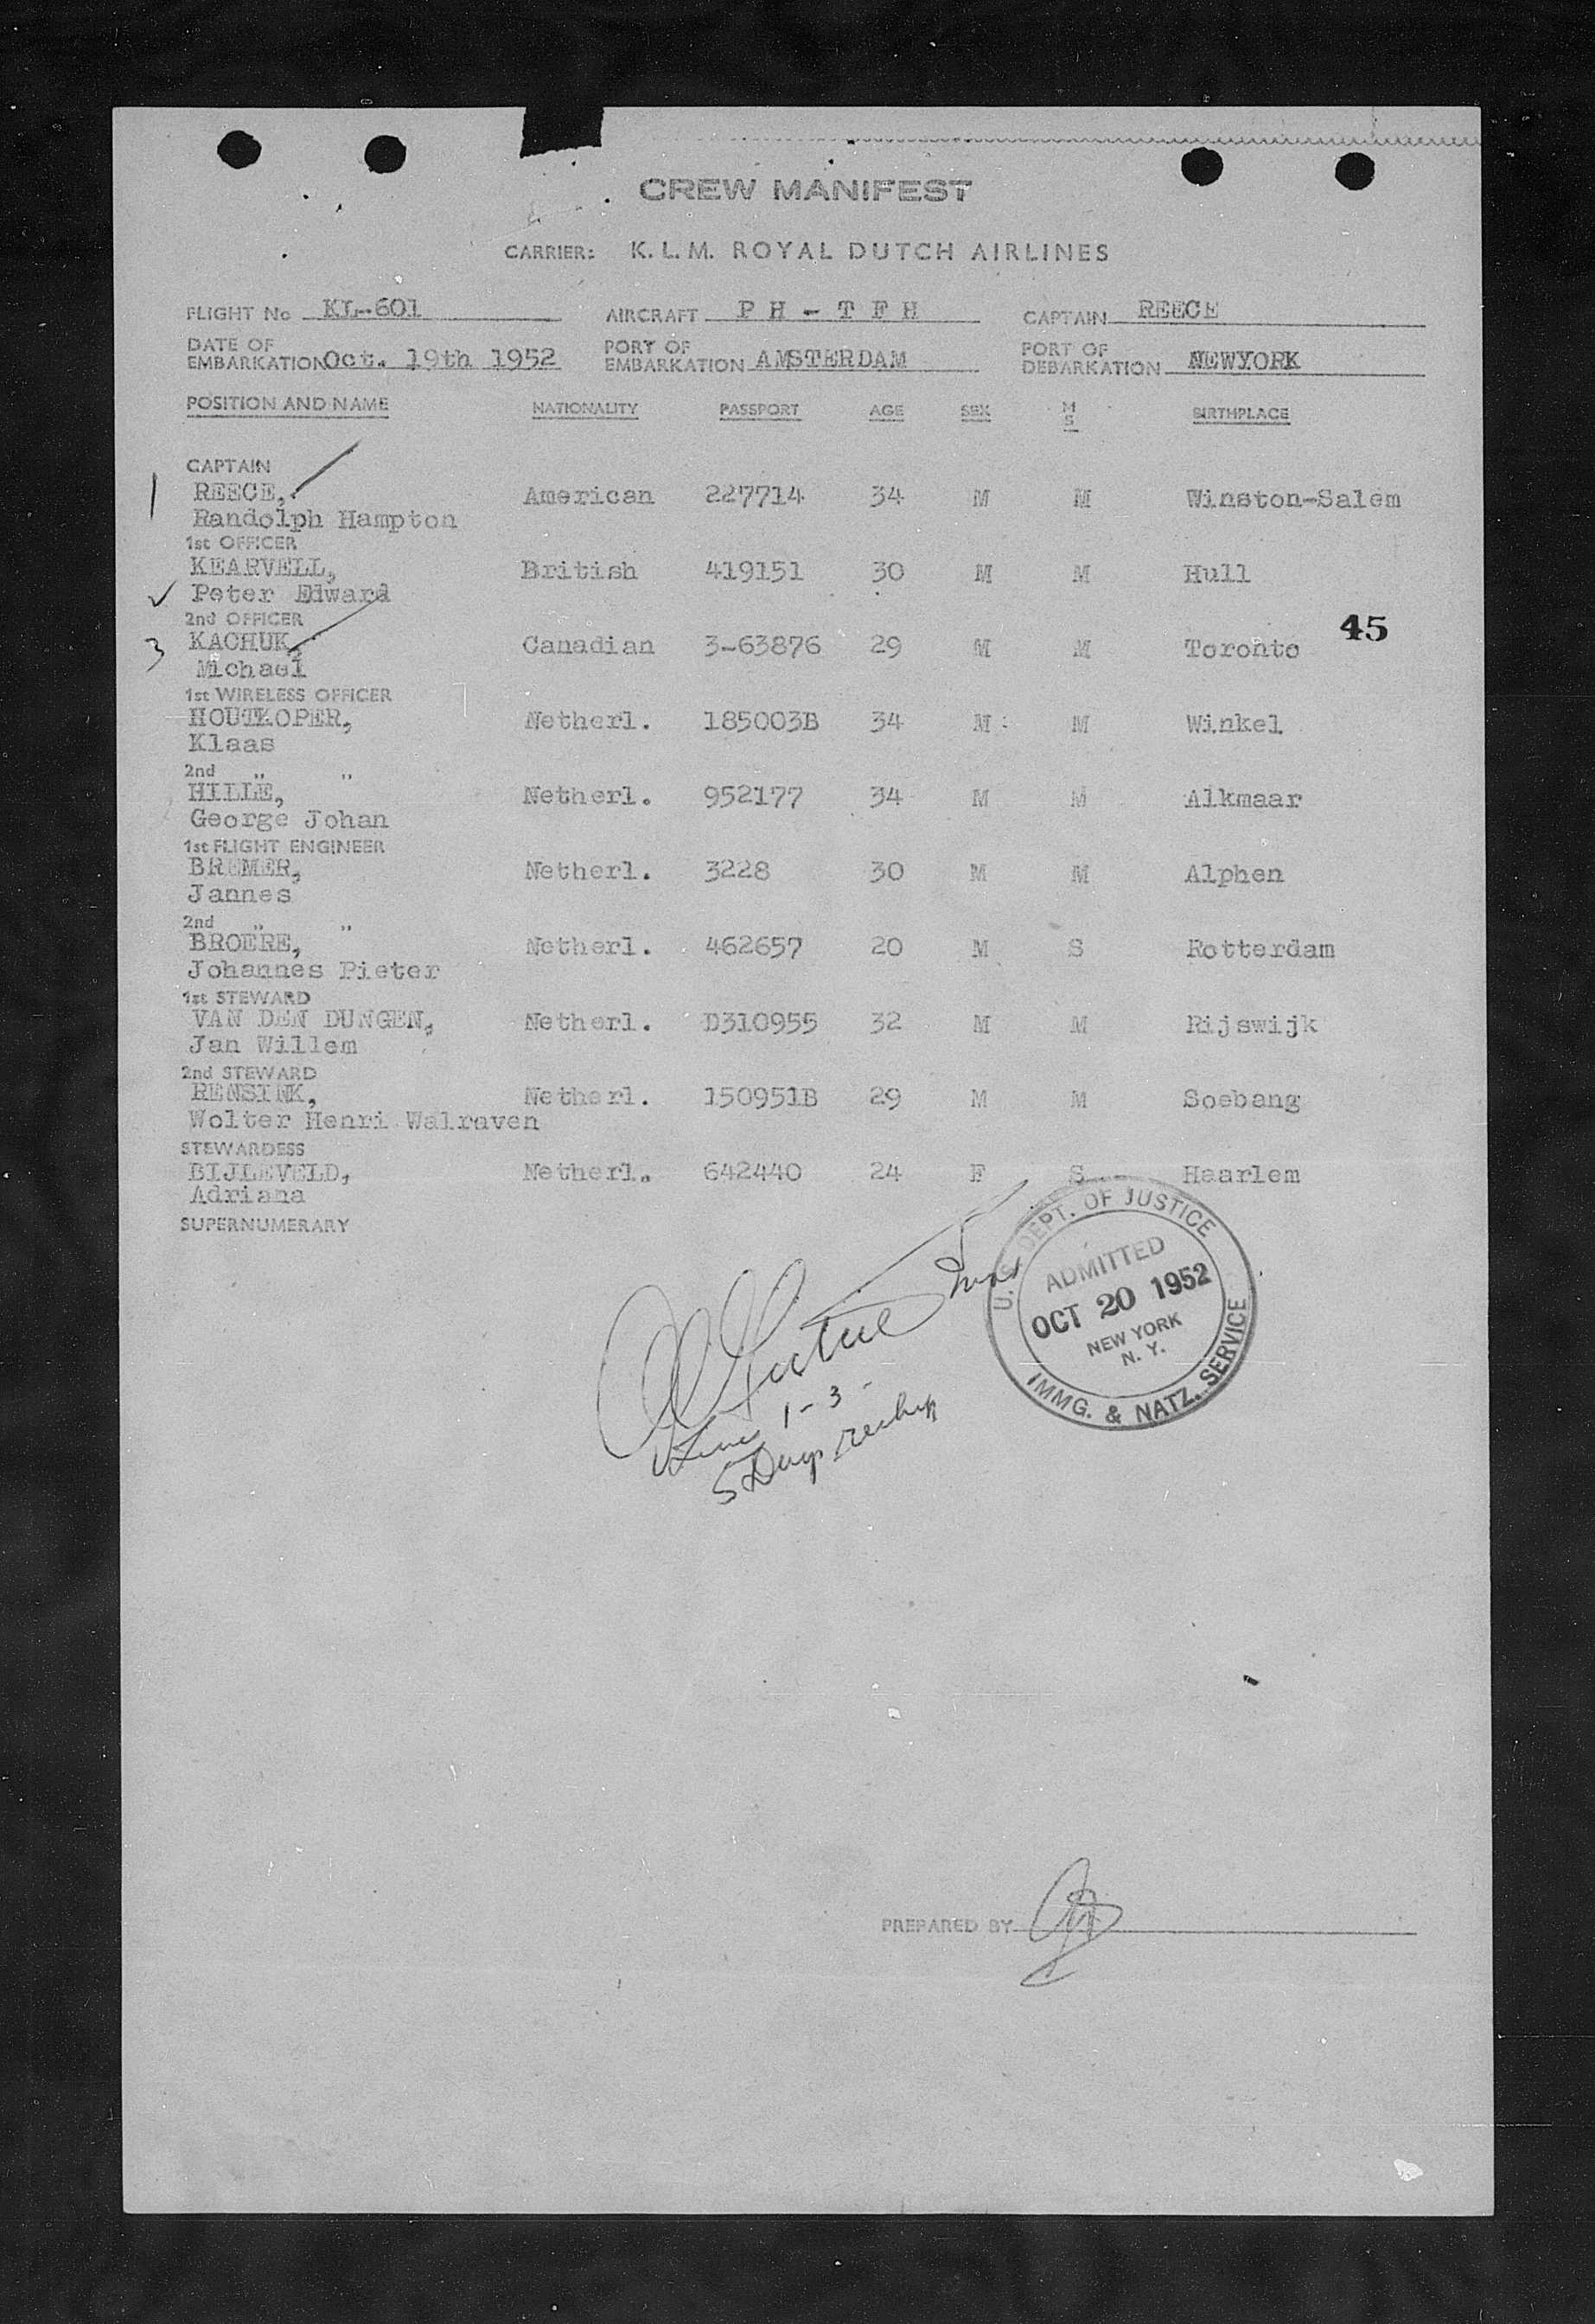 CREW MANIFEST
CARRIER: K. L. M. ROYAL DUTCH AIRLINES
FLIGHT No KL-601 AIRCRAFT P H - T F H CAPTAIN REECE
DATE OF EMBARKATION Oct. 19th 1952 PORT OF EMBARKATION AMSTERDAM PORT OF DEBARKATION NEWYORK
POSITION AND NAME NATIONALITY PASSPORT AGE SEX M S BIRTHPLACE
CAPTAIN
1 REECE, American 227714 34 M M Winston-Salem
Randolph Hampton
1st OFFICER
KEARVELL, British 419151 30 M M Hull
✓ Peter Edward
2nd OFFICER
45
3 KACHUK, Canadian 3-63876 29 M M Toronto
Michael
1st WIRELESS OFFICER
HOUTKOPER, Netherl. 185003B 34 M M Winkel
Klaas
2nd " "
HILLE, Netherl. 952177 34 M M Alkmaar
George Johan
1st FLIGHT ENGINEER
BREMER, Netherl. 3228 30 M M Alphen
Jannes
2nd " "
BROERE, Netherl. 462657 20 M S Rotterdam
Johannes Pieter
1st STEWARD
VAN DEN DUNGEN, Netherl. D310955 32 M M Rijswijk
Jan Willem
2nd STEWARD
RENSINK, Netherl. 150951B 29 M M Soebang
Wolter Henri Walraven
STEWARDESS
BIJLEVELD, Netherl. 642440 24 F S Haarlem
Adriana
SUPERNUMERARY
U. S. DEPT. OF JUSTICE
ADMITTED
OCT 20 1952
NEW YORK
N. Y.
IMMG. & NATZ. SERVICE
1-3
5 Days
PREPARED BY